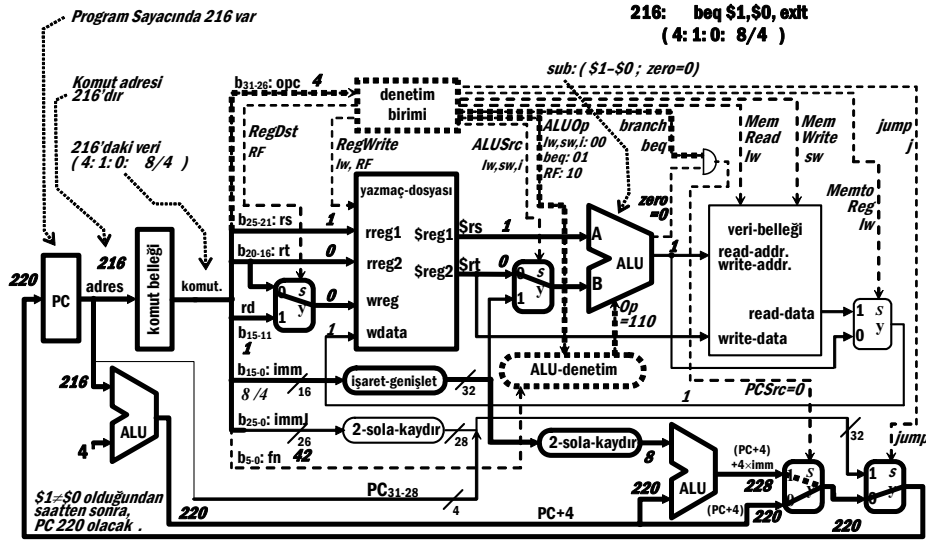 Program Sayacında 216 var
216: beq $1,$0, exit
( 4: 1: 0: 8/4 )
Komut adresi
216'dır
216'daki veri
( 4: 1: 0: 8/4 )
b31-26: opc 4
denetim
birimi
sub: ( $1–$0 ; zero=0)
RegDst
RF
RegWrite
lw, RF
ALUSrc
lw,sw,i
ALUOp
lw,sw,i: 00
beq: 01
RF: 10
branch
beq
Mem
Read
lw
Mem
Write
sw
jump
j
Memto
Reg
lw
zero
=0
yazmaç-dosyası
b25-21: rs
1
rreg1
$reg1
$rs
1
A
ALU
1
b20-16: rt
0
rreg2
$reg2
$rt
0
0
s
y
1
B
veri-belleği
read-addr.
write-addr.
read-data
write-data
1
s
y
0
220
PC
216
adres
komut belleği
komut.
rd
b15-11
1
0
s
y
1
0
wreg
1
wdata
Op
=110
ALU-denetim
b15-0: imm
8 /4
16
işaret-genişlet
32
1
PCSrc=0
b25-0: immJ
26
2-sola-kaydır
28
32
b5-0: fn
42
2-sola-kaydır
8
jump
216
4
ALU
PC31-28
4
220
ALU
(PC+4)
+4×imm
228
(PC+4)
220
1
s
y
0
1
s
0
220
$1≠$0 olduğundan
saatten sonra,
PC 220 olacak .
220
PC+4